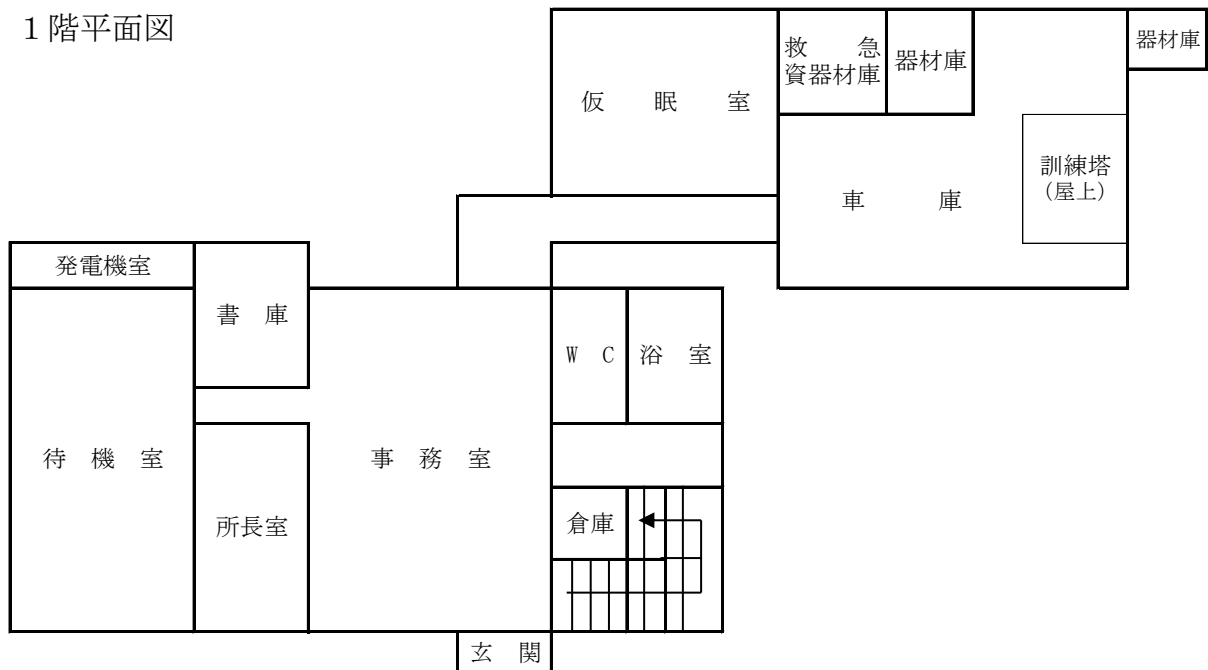 1階平面図
救 急
資器材庫
器材庫
器材庫
仮 眠 室
車 庫
訓練塔
(屋上)
発電機室
書 庫
W C
浴 室
待 機 室
事 務 室
所長室
倉庫
玄 関